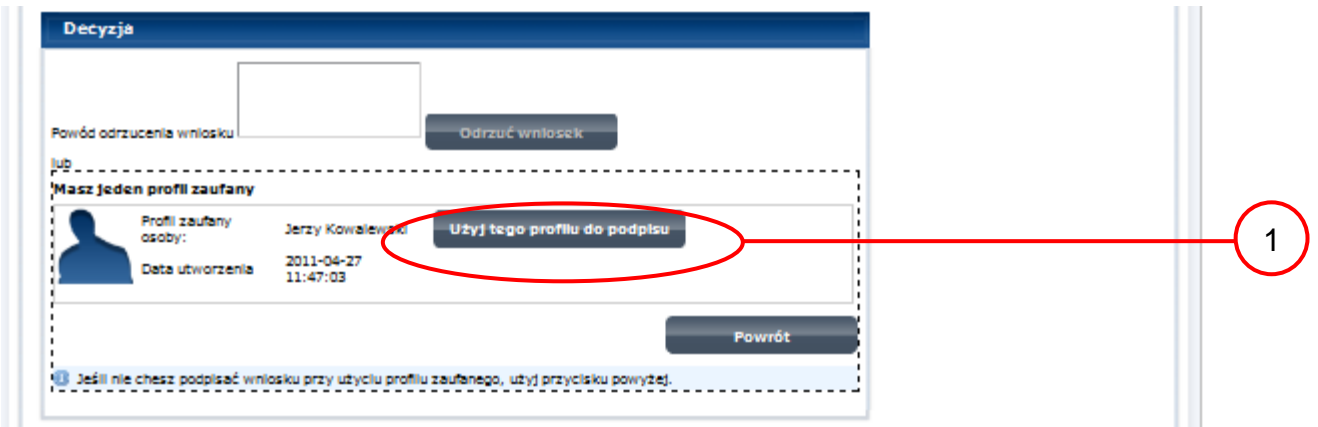 Decyzja
Powód odrzucenia wniosku
Odrzuć wniosek
lub
Masz jeden profil zaufany
Profil zaufany
osoby:
Jerzy Kowalewski
Użyj tego profilu do podpisu
1
Data utworzenia
2011-04-27
11:47:03
Powrót
Jeśli nie chesz podpisać wniosku przy użyciu profilu zaufanego, użyj przycisku powyżej.